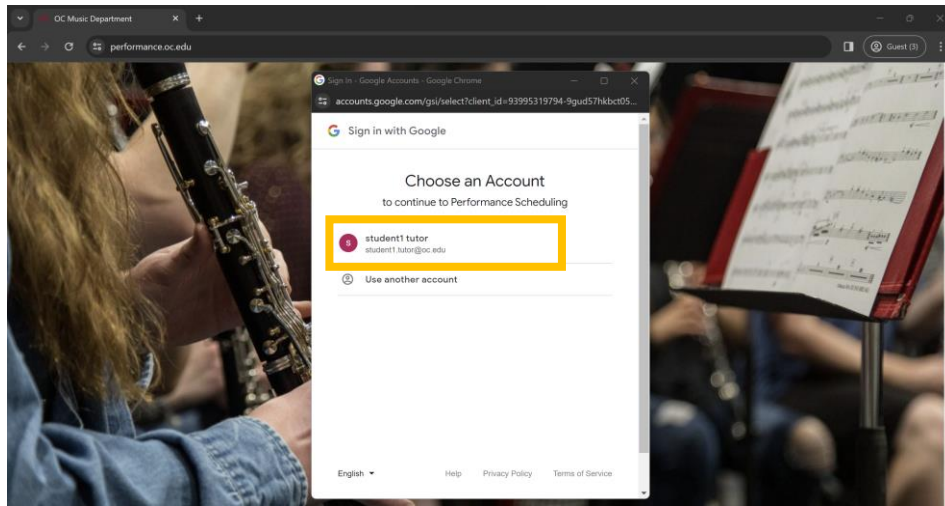 OC Music Department
performance.oc.edu
Guest (3)
Sign In - Google Accounts - Google Chrome
accounts.google.com/gsi/select?client_id=93995319794-9gud57hkbct05...
G Sign in with Google
Choose an Account
to continue to Performance Scheduling
s
student1 tutor
student1.tutor@oc.edu
Use another account
English Help Privacy Policy Terms of Service